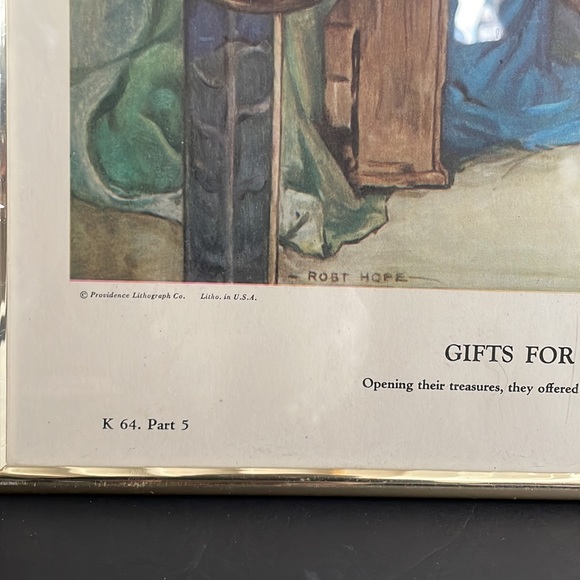 — ROBT HOPE —
© Providence Lithograph Co. Litho. in U.S.A.
GIFTS FOR
Opening their treasures, they offered
K 64. Part 5